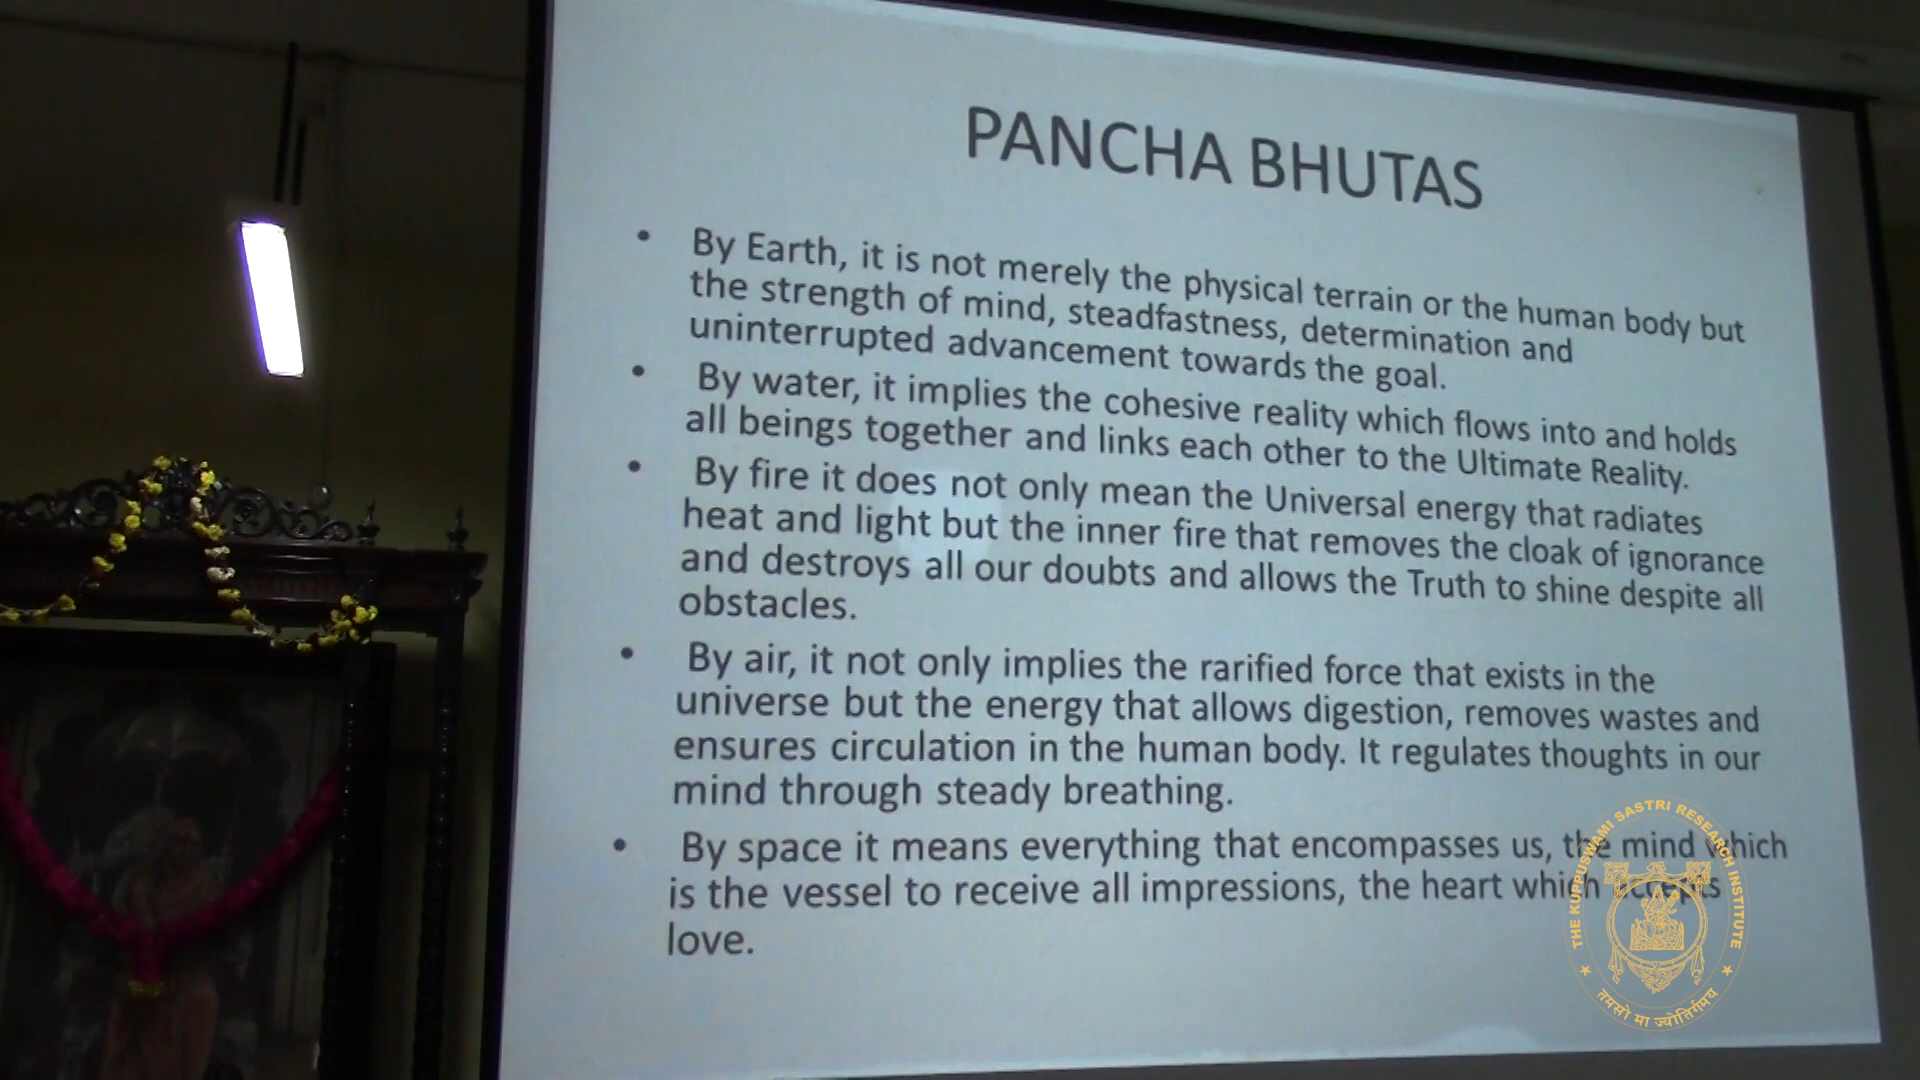 PANCHA BHUTAS
• By Earth, it is not merely the physical terrain or the human body but
the strength of mind, steadfastness, determination and
uninterrupted advancement towards the goal.
• By water, it implies the cohesive reality which flows into and holds
all beings together and links each other to the Ultimate Reality.
• By fire it does not only mean the Universal energy that radiates
heat and light but the inner fire that removes the cloak of ignorance
and destroys all our doubts and allows the Truth to shine despite all
obstacles.
• By air, it not only implies the rarified force that exists in the
universe but the energy that allows digestion, removes wastes and
ensures circulation in the human body. It regulates thoughts in our
mind through steady breathing.
• By space it means everything that encompasses us, the mind which
is the vessel to receive all impressions, the heart which accepts
love.
THE KUPPUSWAMI SASTRI RESEARCH INSTITUTE
तमसो मा ज्योतिर्गमय